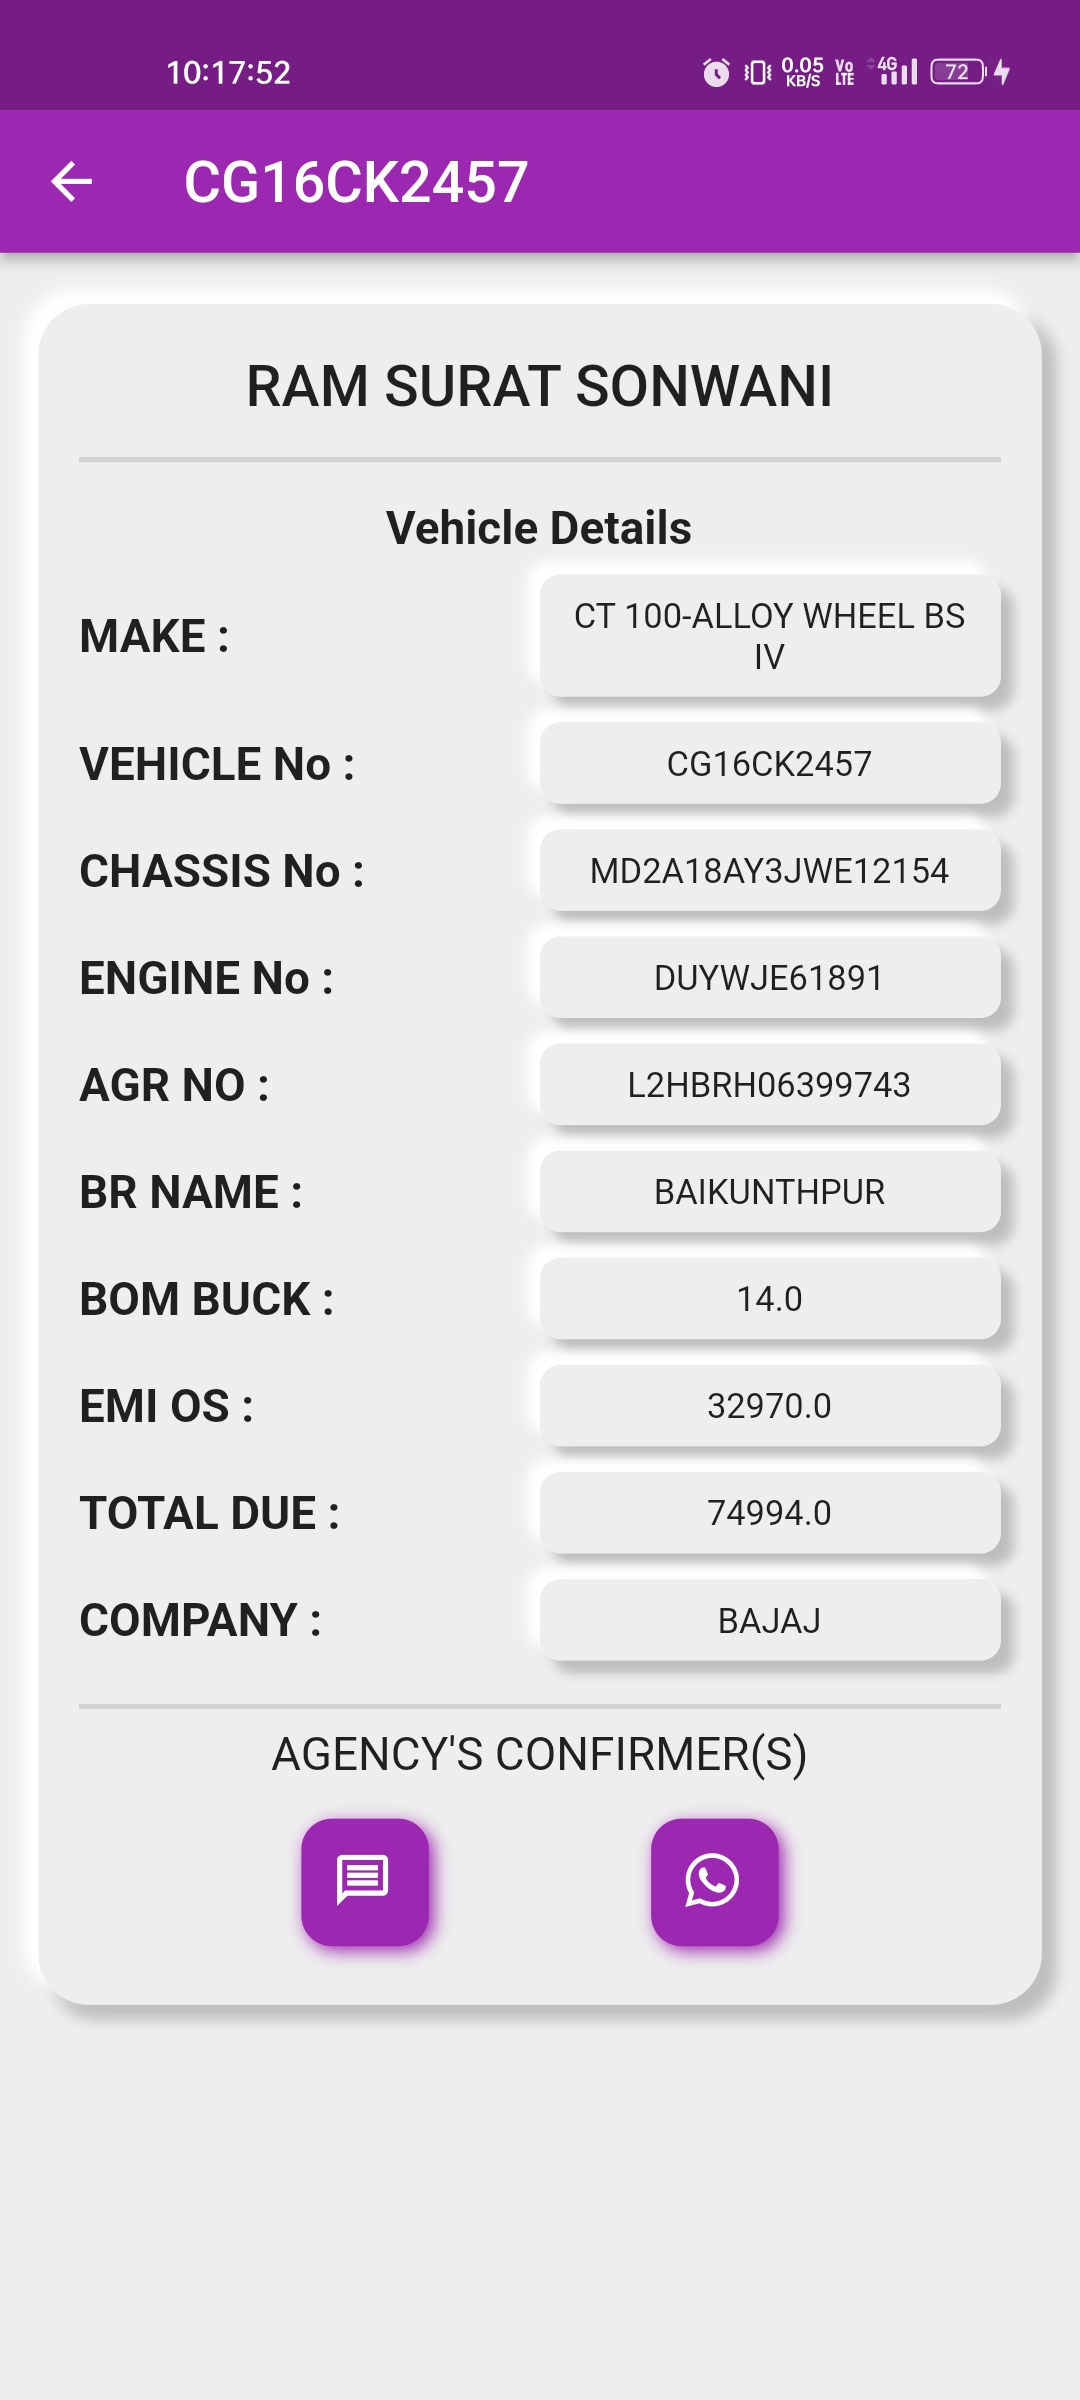 10:17:52
0.05
KB/S
Vo
LTE
4G
72
CG16CK2457
RAM SURAT SONWANI
Vehicle Details
MAKE :
CT 100-ALLOY WHEEL BS
IV
VEHICLE No :
CG16CK2457
CHASSIS No :
MD2A18AY3JWE12154
ENGINE No :
DUYWJE61891
AGR NO :
L2HBRH06399743
BR NAME :
BAIKUNTHPUR
BOM BUCK :
14.0
EMI OS :
32970.0
TOTAL DUE :
74994.0
COMPANY :
BAJAJ
AGENCY'S CONFIRMER(S)